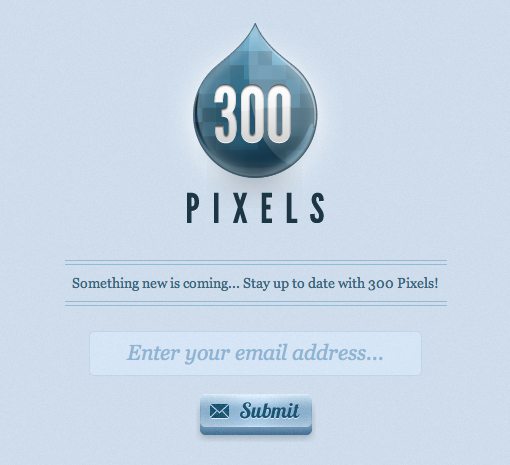 300
PIXELS
Something new is coming... Stay up to date with 300 Pixels!
Enter your email address...
Submit